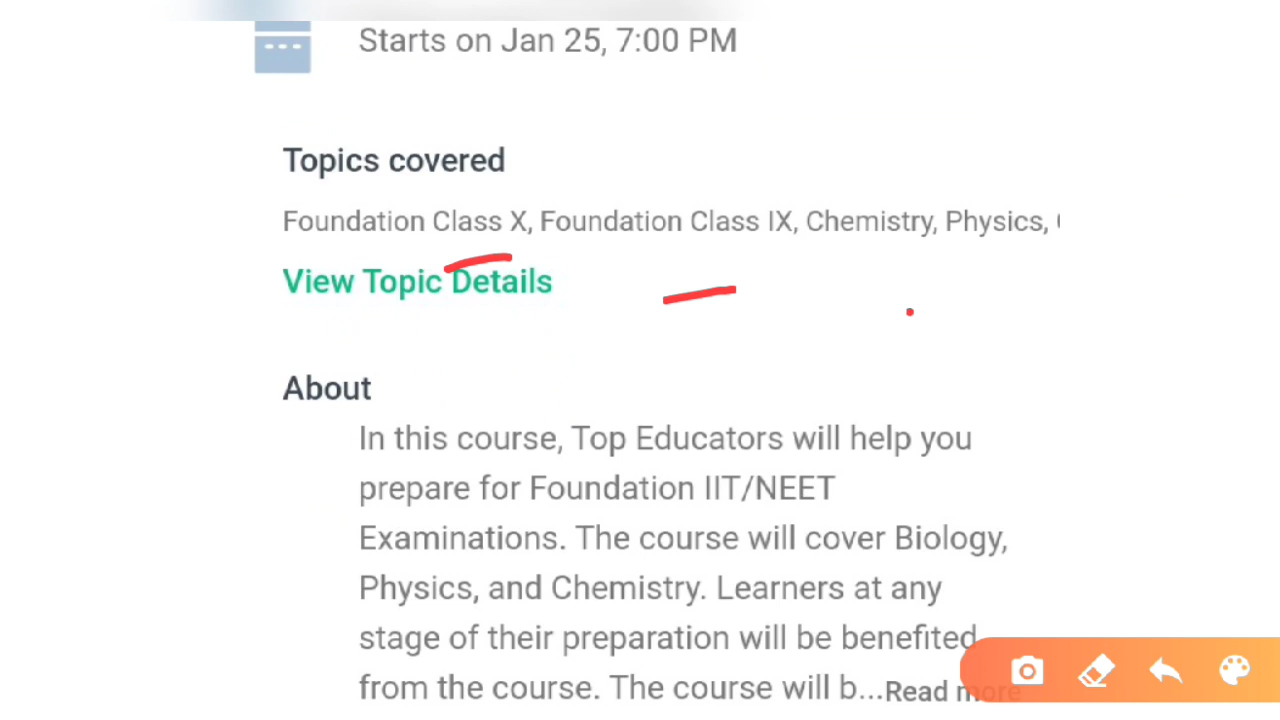 Starts on Jan 25, 7:00 PM
Topics covered
Foundation Class X, Foundation Class IX, Chemistry, Physics,
View Topic Details
About
In this course, Top Educators will help you
prepare for Foundation IIT/NEET
Examinations. The course will cover Biology,
Physics, and Chemistry. Learners at any
stage of their preparation will be benefited
from the course. The course will b...Read more